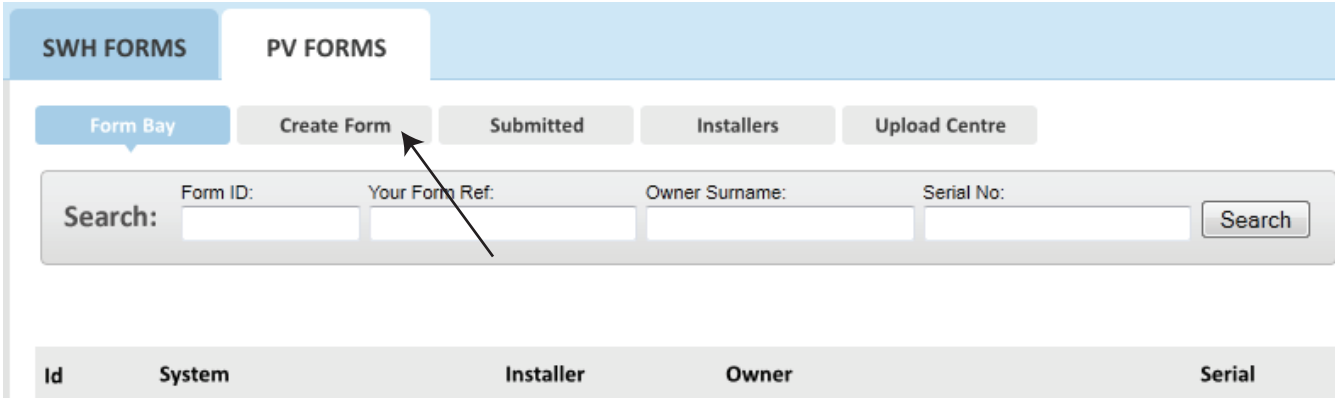 SWH FORMS PV FORMS
Form Bay Create Form Submitted Installers Upload Centre
Form ID: Your Form Ref: Owner Surname: Serial No:
Search: Search
Id System Installer Owner Serial